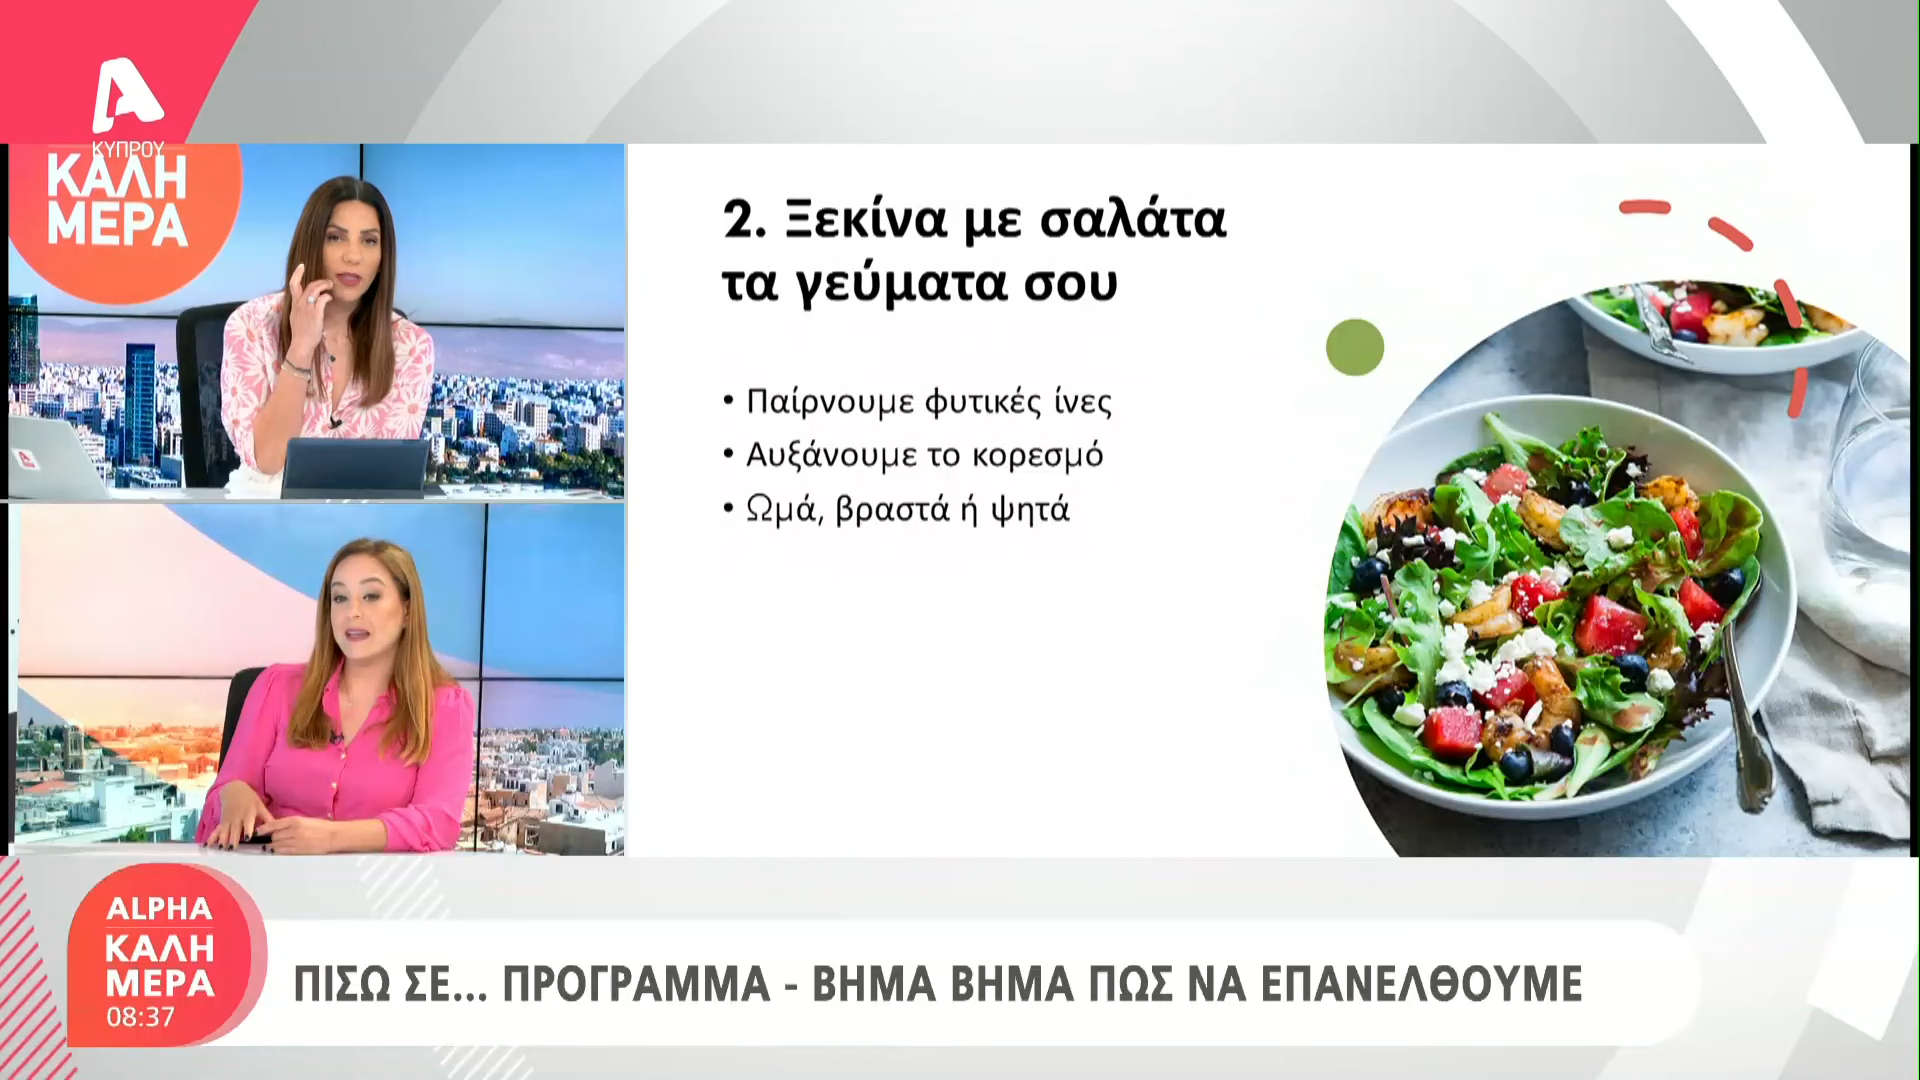 ΚΥΠΡΟΥ
ΚΑΛΗ
ΜΕΡΑ
2. Ξεκίνα με σαλάτα
τα γεύματα σου
• Παίρνουμε φυτικές ίνες
• Αυξάνουμε το κορεσμό
• Ωμά, βραστά ή ψητά
ALPHA
ΚΑΛΗ
ΜΕΡΑ
08:37
ΠΙΣΩ ΣΕ... ΠΡΟΓΡΑΜΜΑ - ΒΗΜΑ ΒΗΜΑ ΠΩΣ ΝΑ ΕΠΑΝΕΛΘΟΥΜΕ